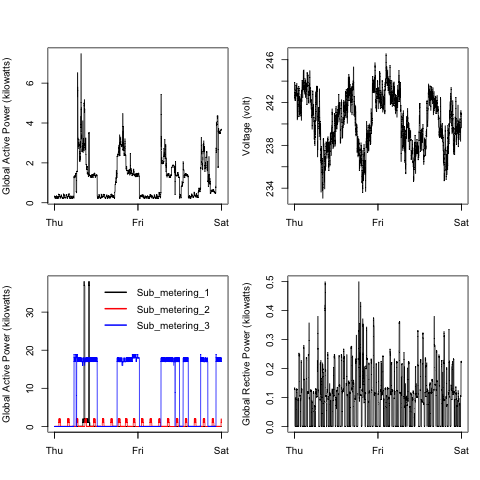 Global Active Power (kilowatts)
0 2 4 6
Thu Fri Sat
Voltage (volt)
234 238 242 246
Thu Fri Sat
Global Active Power (kilowatts)
0 10 20 30
Sub_metering_1
Sub_metering_2
Sub_metering_3
Thu Fri Sat
Global Rective Power (kilowatts)
0.0 0.1 0.2 0.3 0.4 0.5
Thu Fri Sat